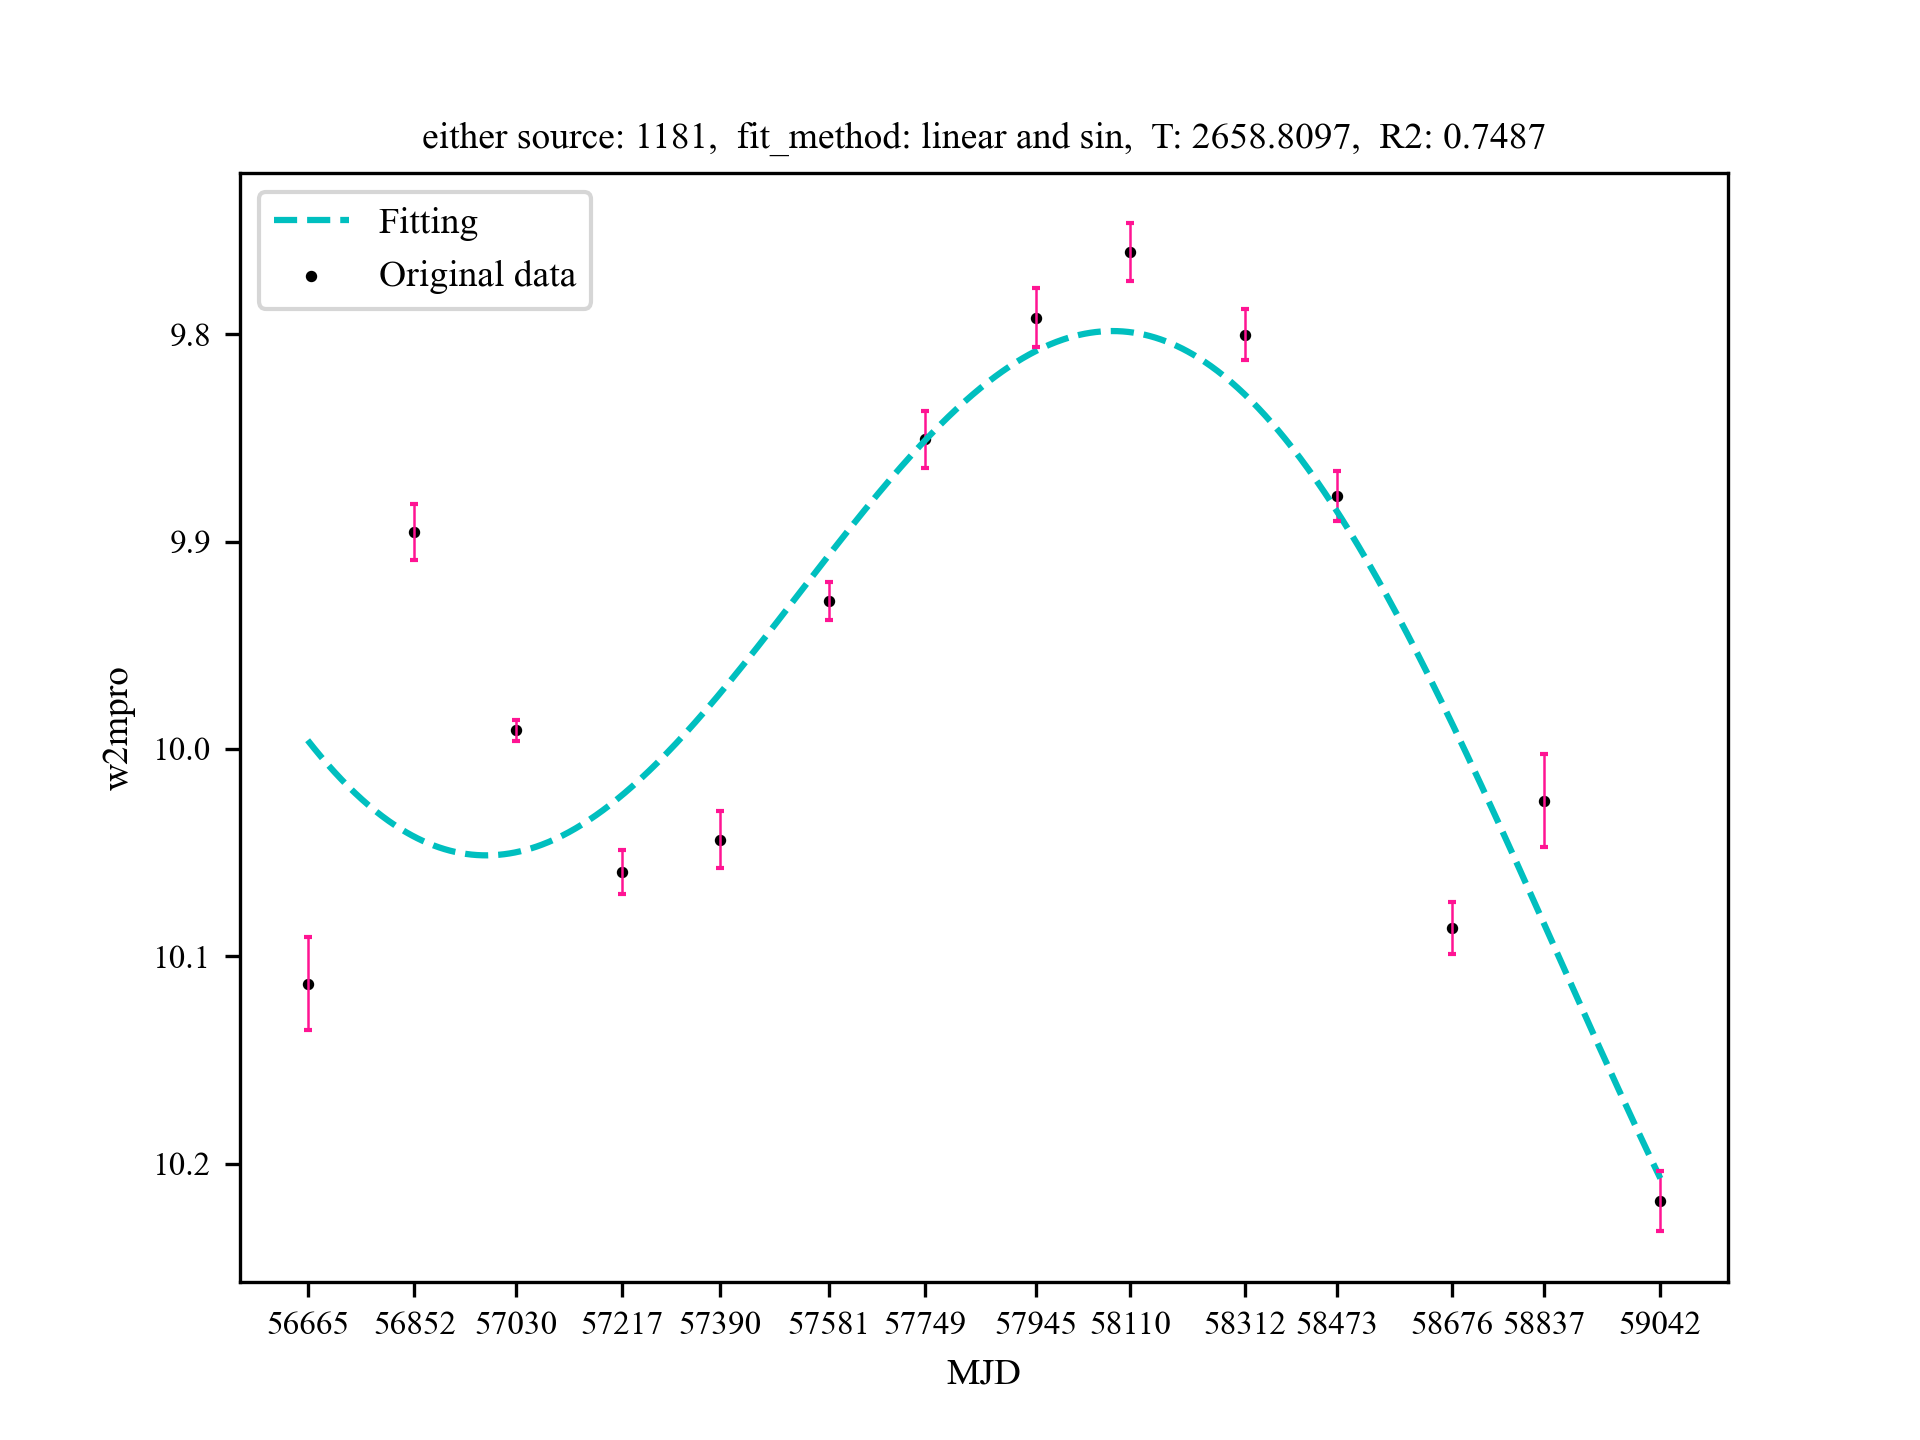 either source: 1181,  fit_method: linear and sin,  T: 2658.8097,  R2: 0.7487
Fitting
Original data
9.8
9.9
10.0
10.1
10.2
w2mpro
56665 56852 57030 57217 57390 57581 57749 57945 58110 58312 58473 58676 58837 59042
MJD